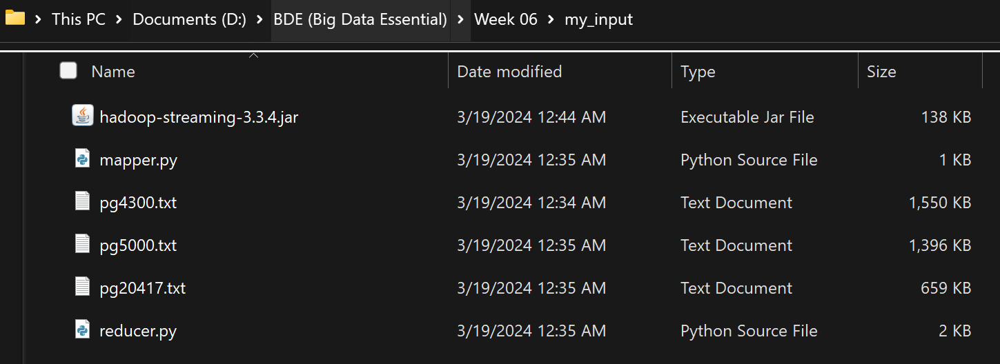 This PC Documents (D:) BDE (Big Data Essential) Week 06 my_input
Name Date modified Type Size
hadoop-streaming-3.3.4.jar 3/19/2024 12:44 AM Executable Jar File 138 KB
mapper.py 3/19/2024 12:35 AM Python Source File 1 KB
pg4300.txt 3/19/2024 12:34 AM Text Document 1,550 KB
pg5000.txt 3/19/2024 12:35 AM Text Document 1,396 KB
pg20417.txt 3/19/2024 12:35 AM Text Document 659 KB
reducer.py 3/19/2024 12:35 AM Python Source File 2 KB